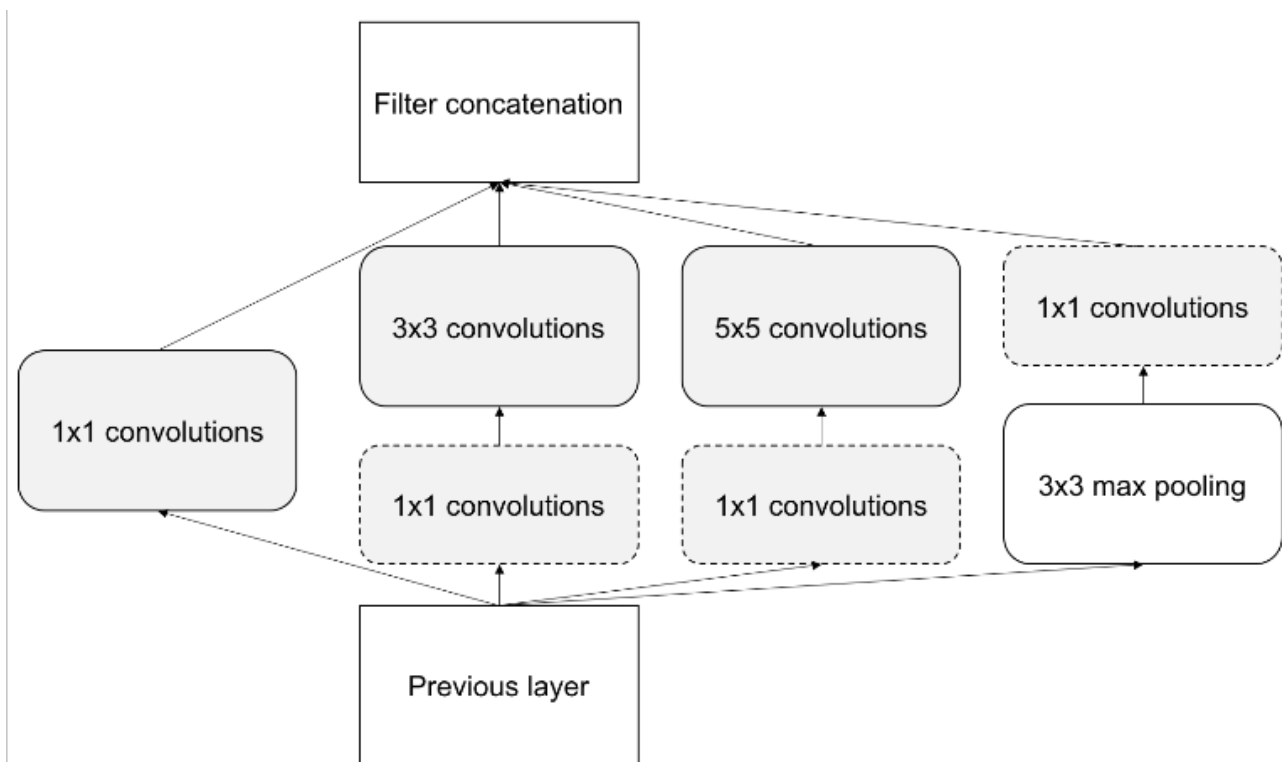 Filter concatenation
3x3 convolutions
5x5 convolutions
1x1 convolutions
1x1 convolutions
1x1 convolutions
1x1 convolutions
3x3 max pooling
Previous layer